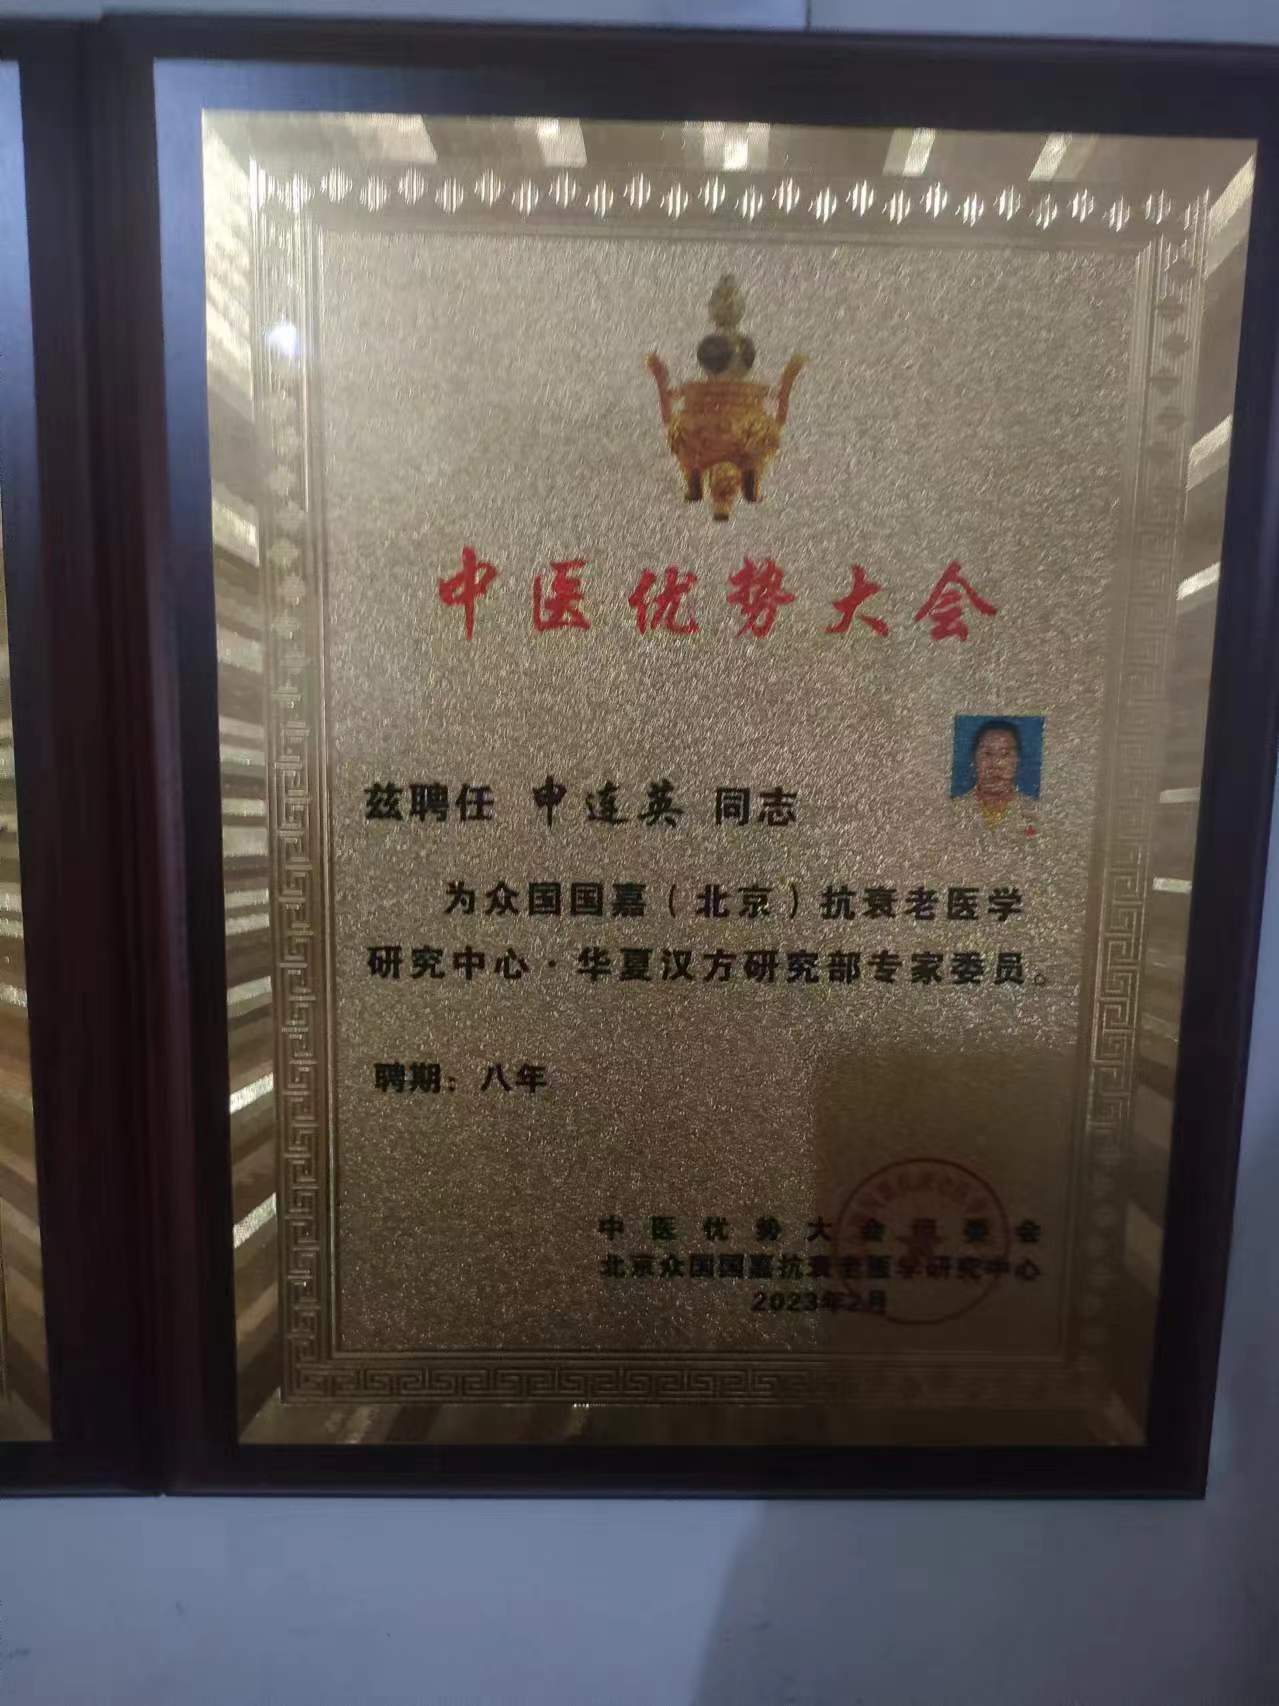 中医优势大会
兹聘任 申连英 同志
为众国国嘉（北京）抗衰老医学
研究中心·华夏汉方研究部专家委员。
聘期：八年
中医优势大会组委会
北京众国国嘉抗衰老医学研究中心
2023年2月